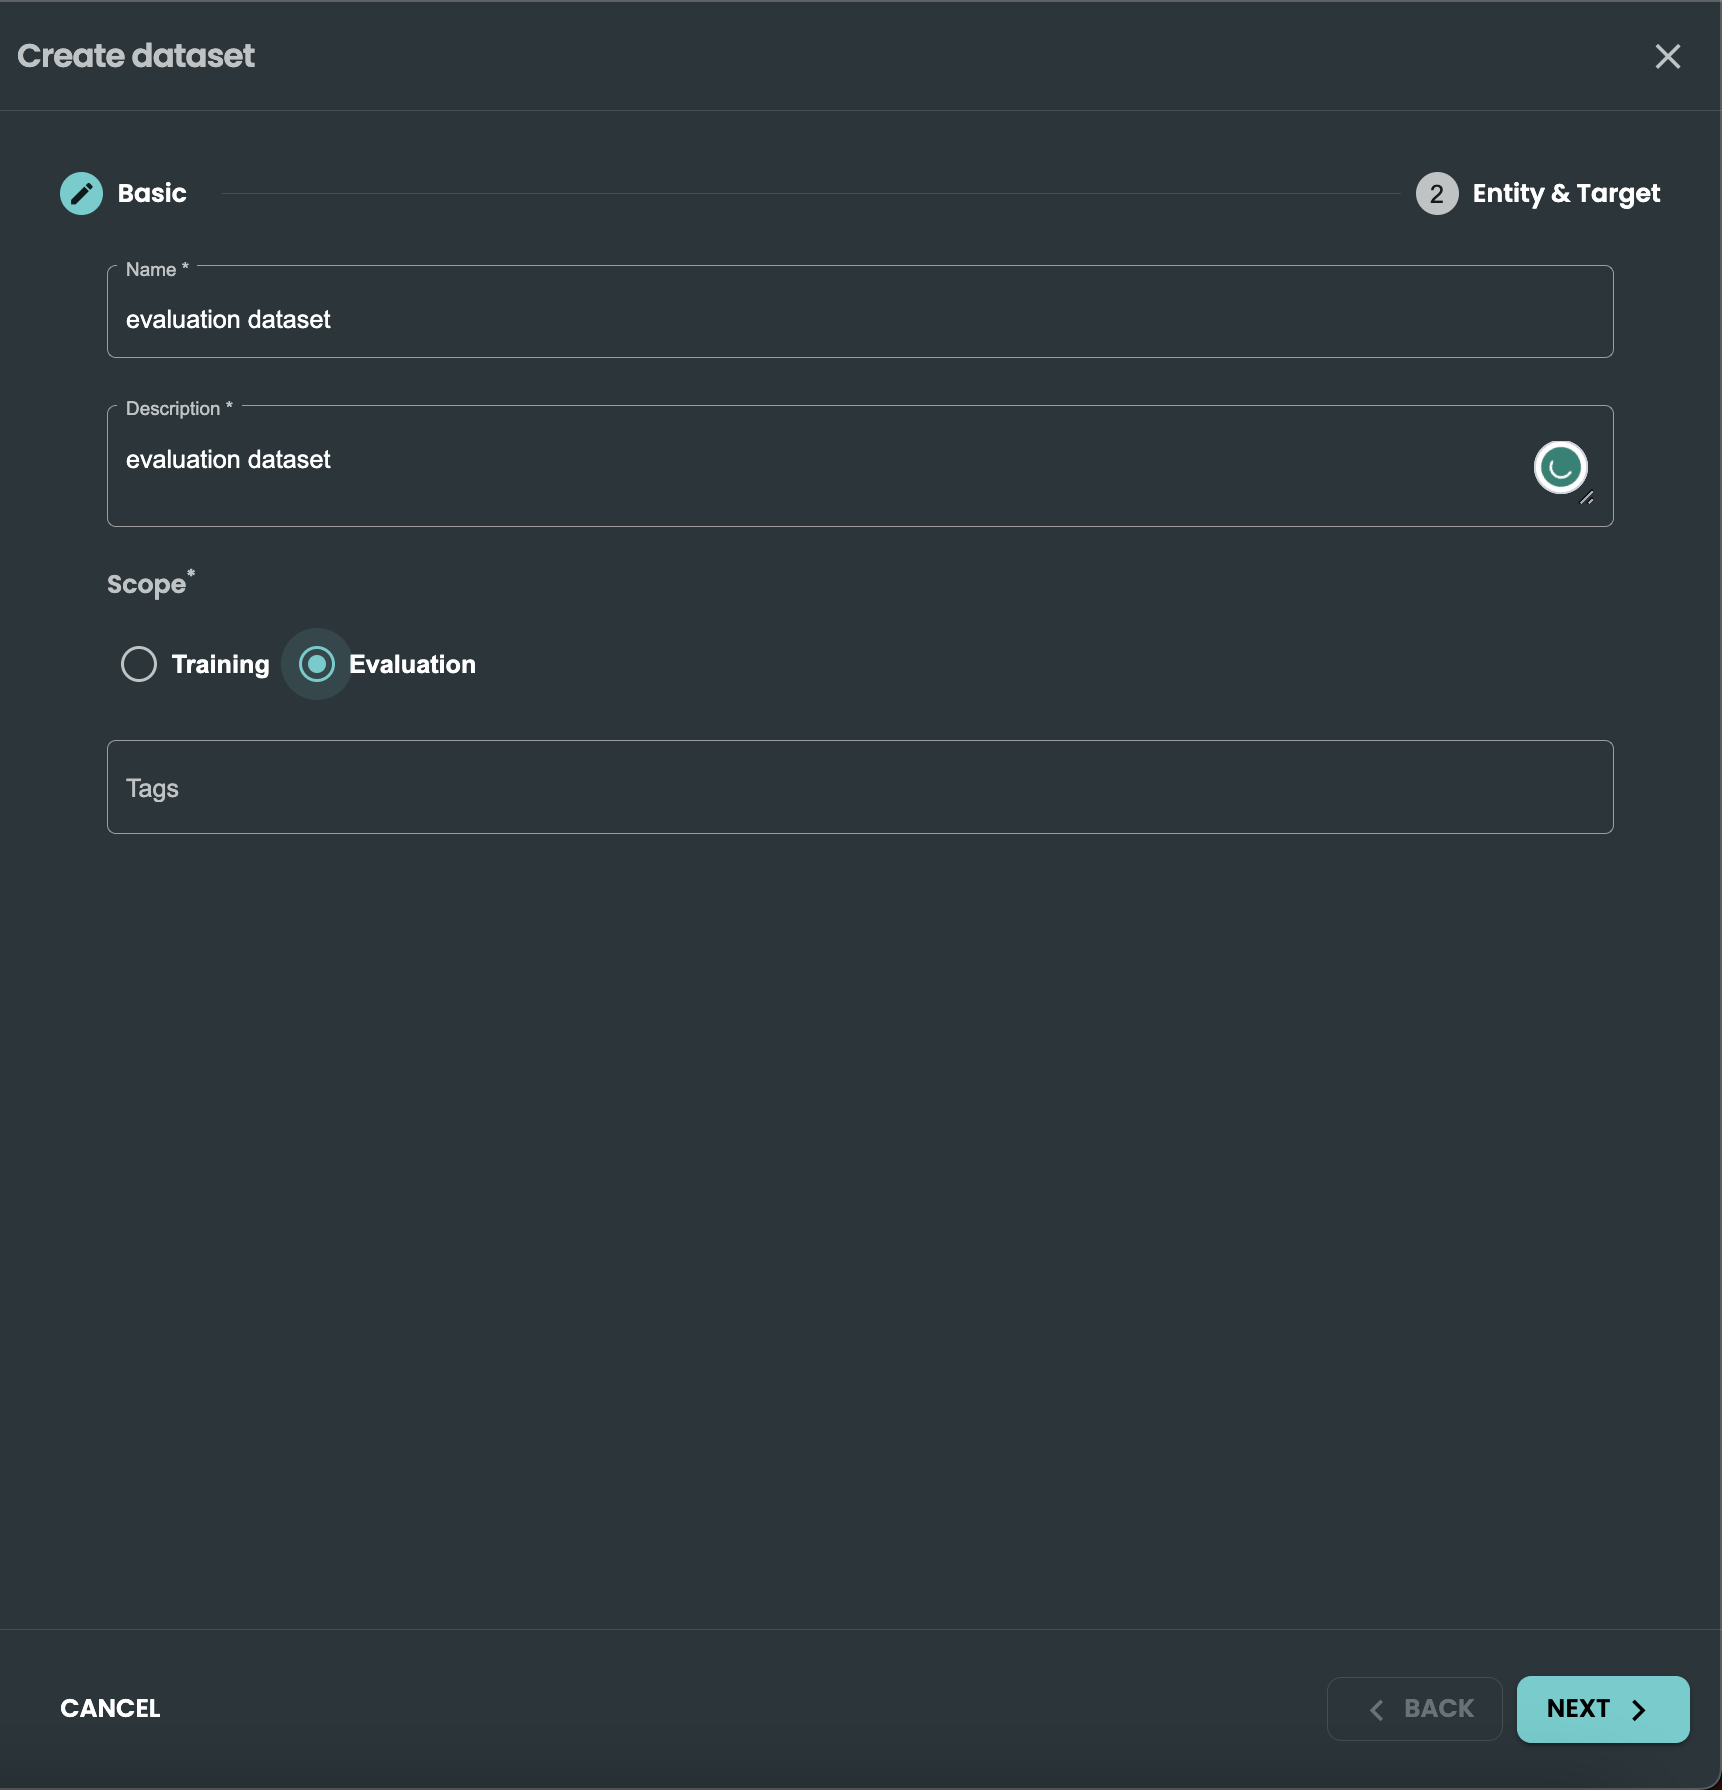 Create dataset
Basic
2 Entity & Target
Name *
evaluation dataset
Description *
evaluation dataset
Scope*
Training Evaluation
Tags
CANCEL
BACK
NEXT